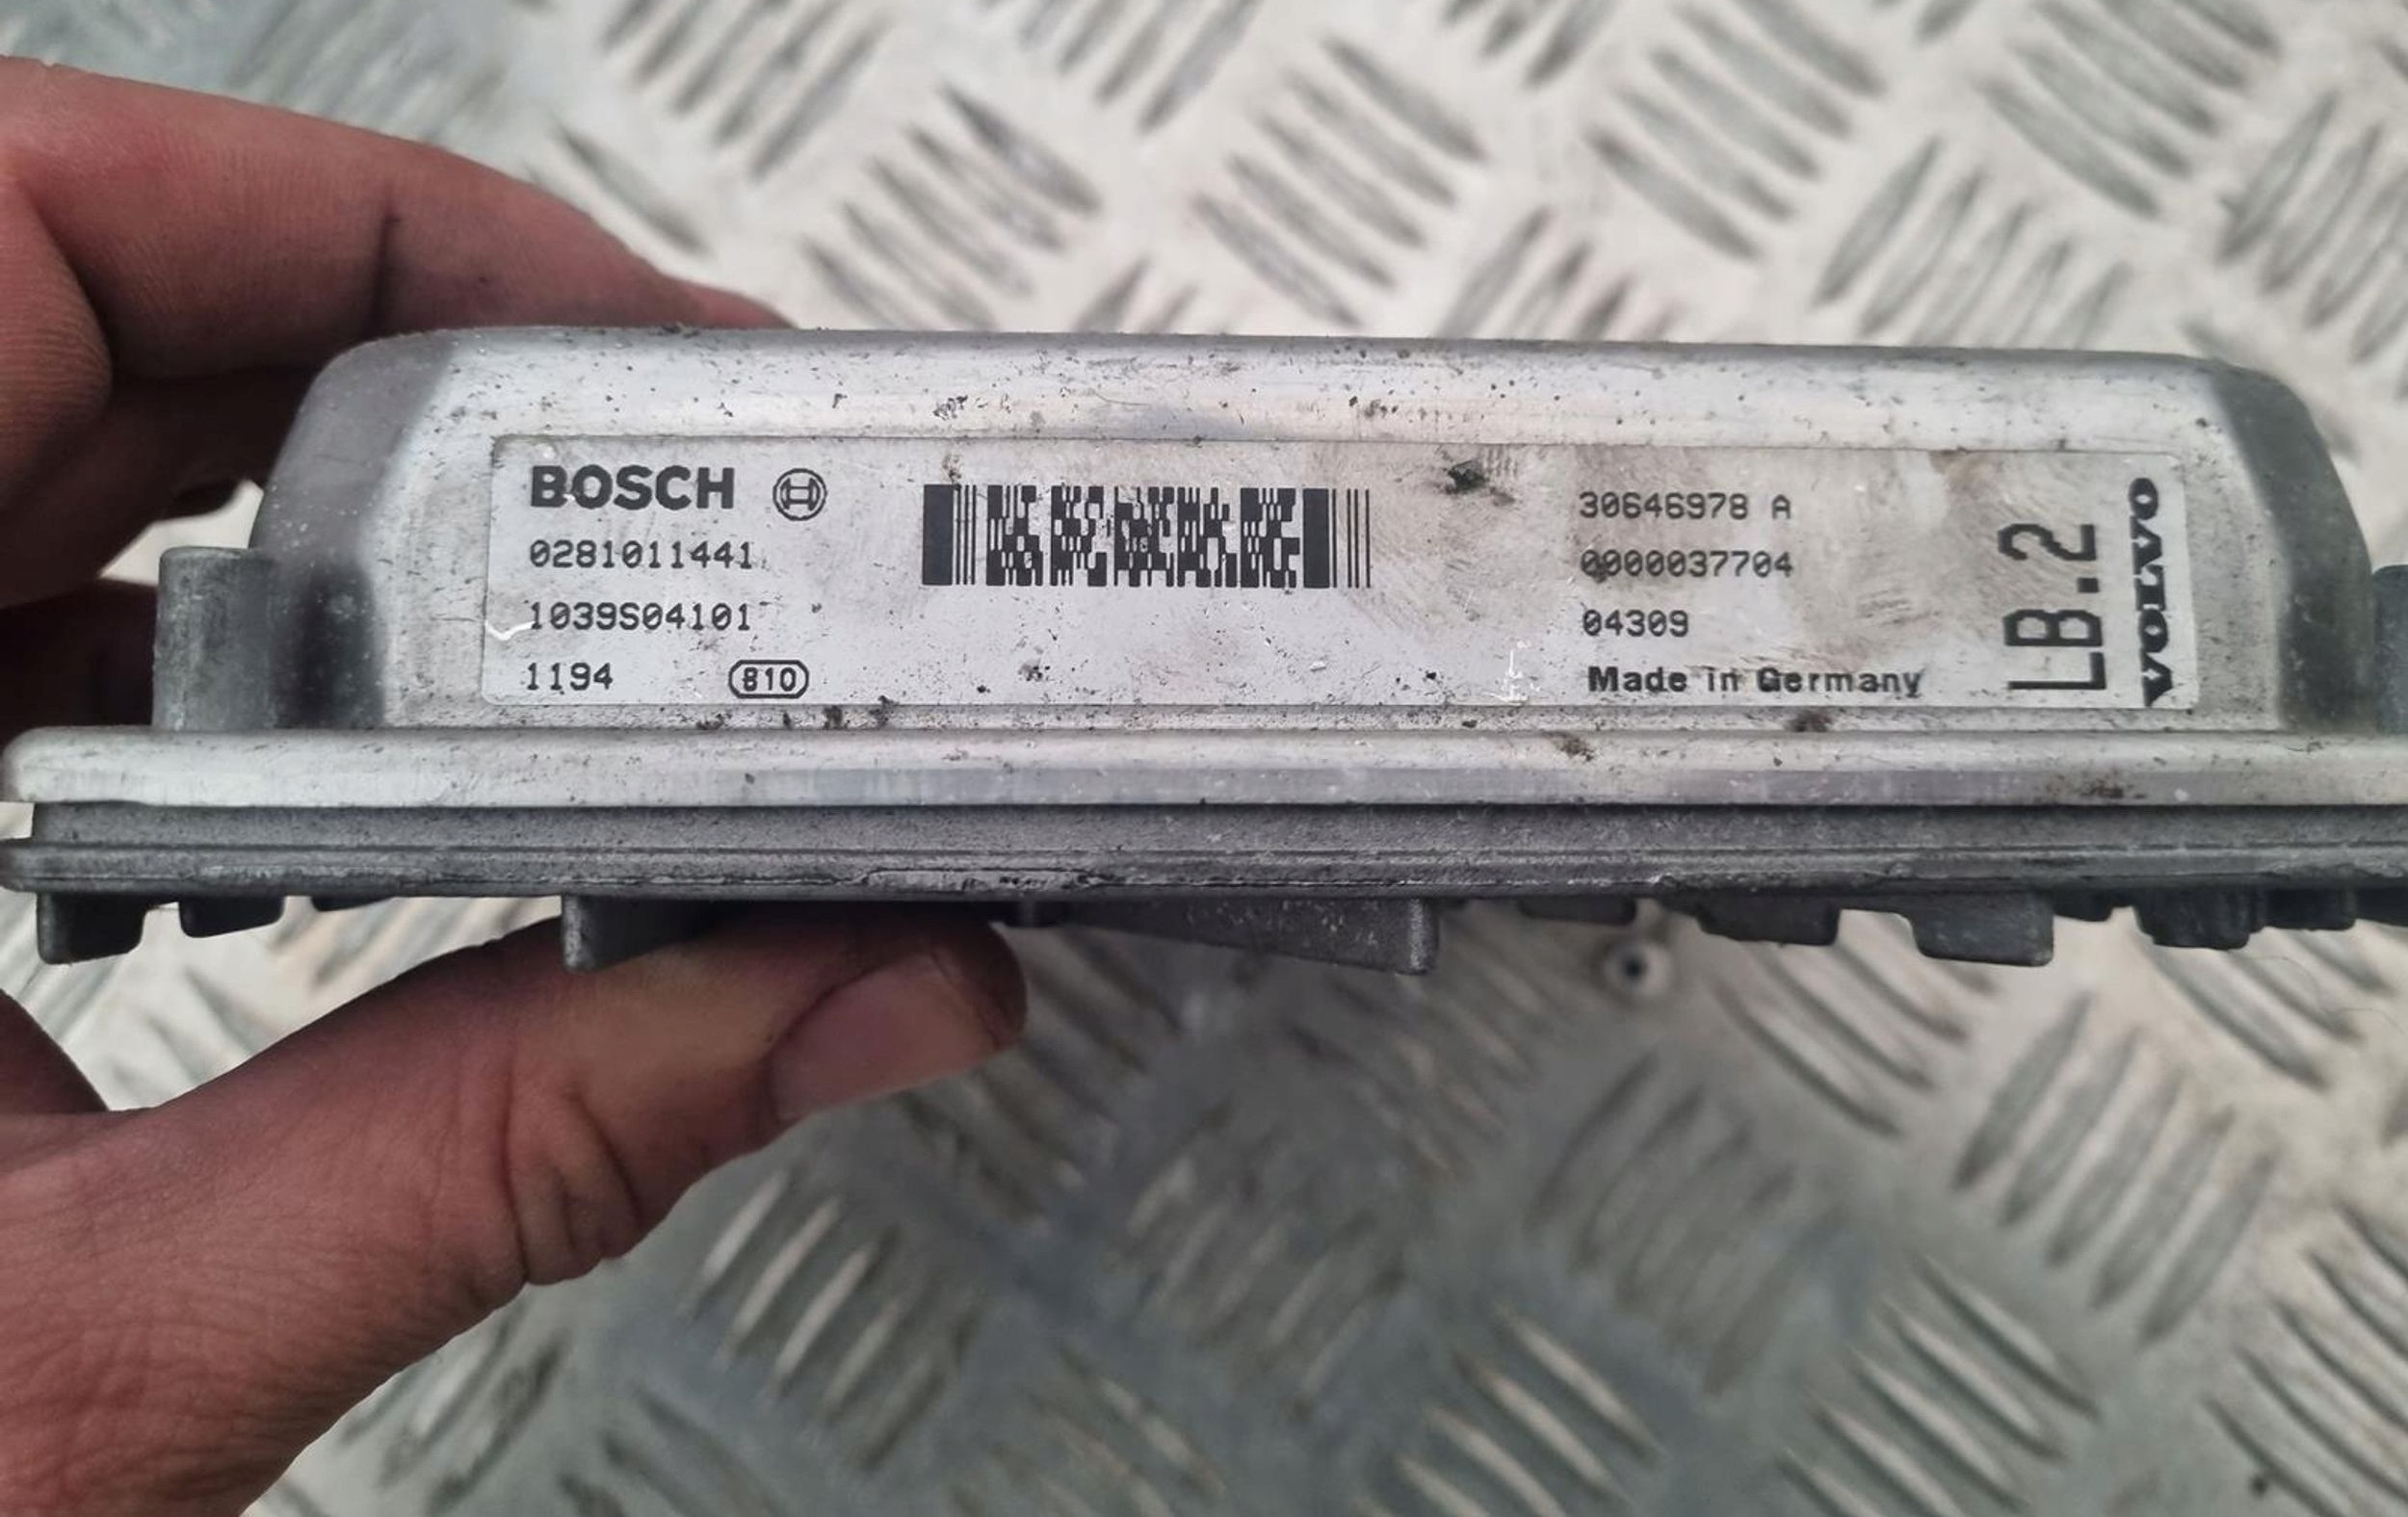 BOSCH
0281011441
1039S04101
1194 810
30646978 A
0000037704
04309
Made in Germany
LB.2
VOLVO